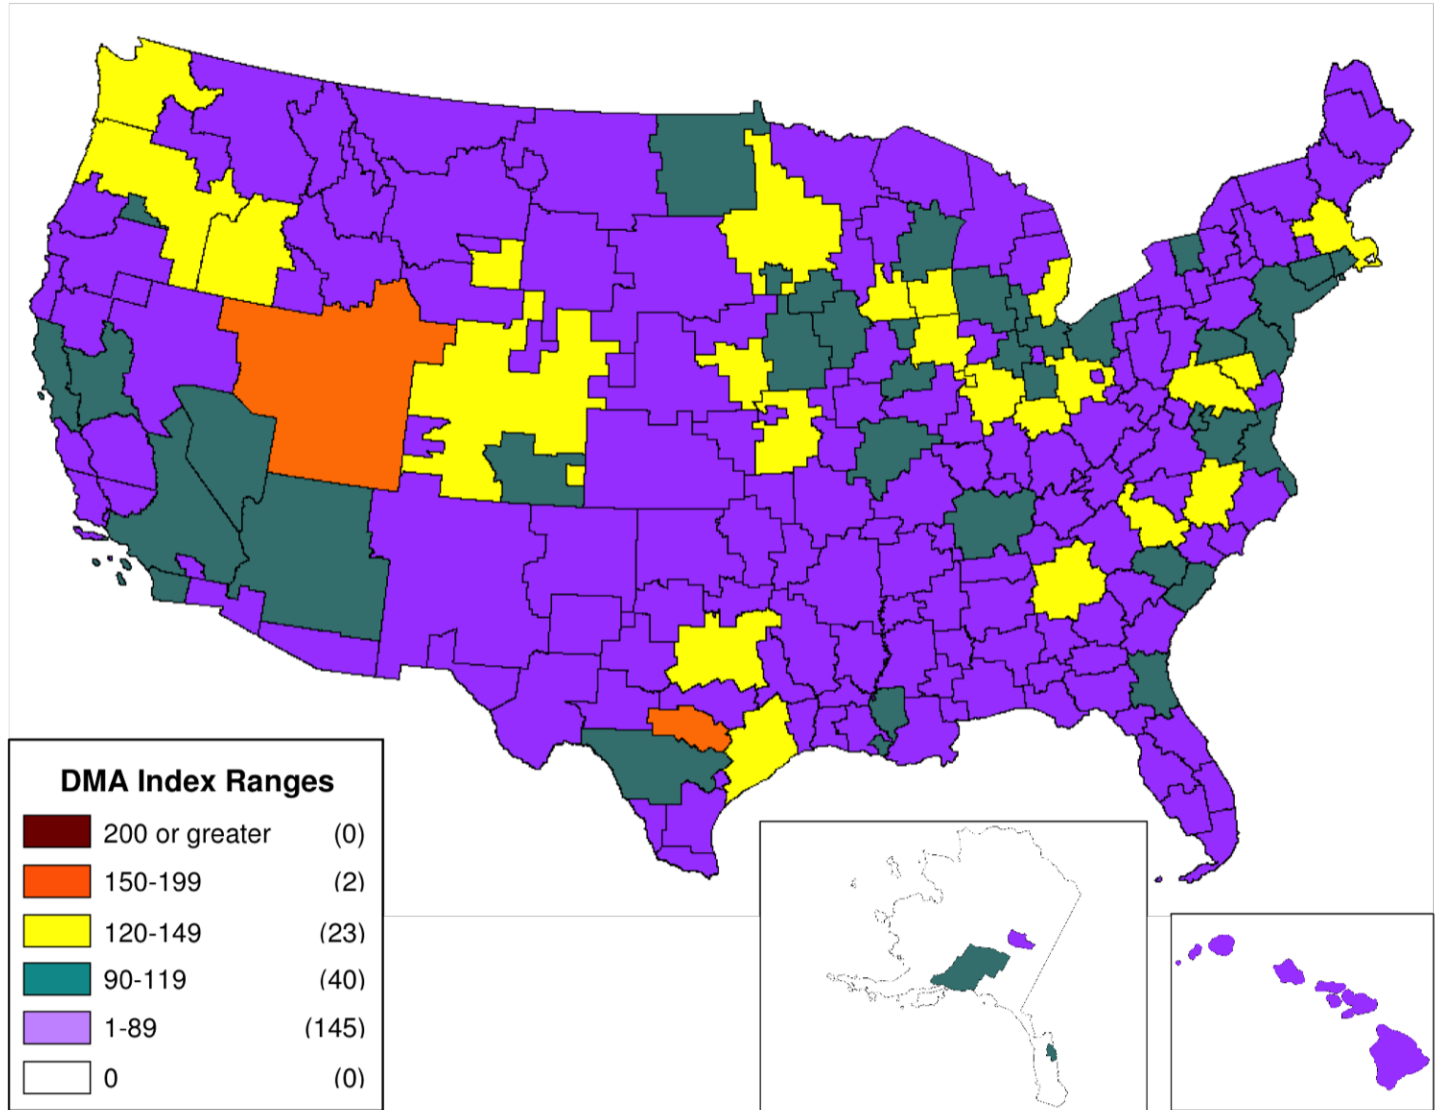 DMA Index Ranges
200 or greater (0)
150-199 (2)
120-149 (23)
90-119 (40)
1-89 (145)
0 (0)